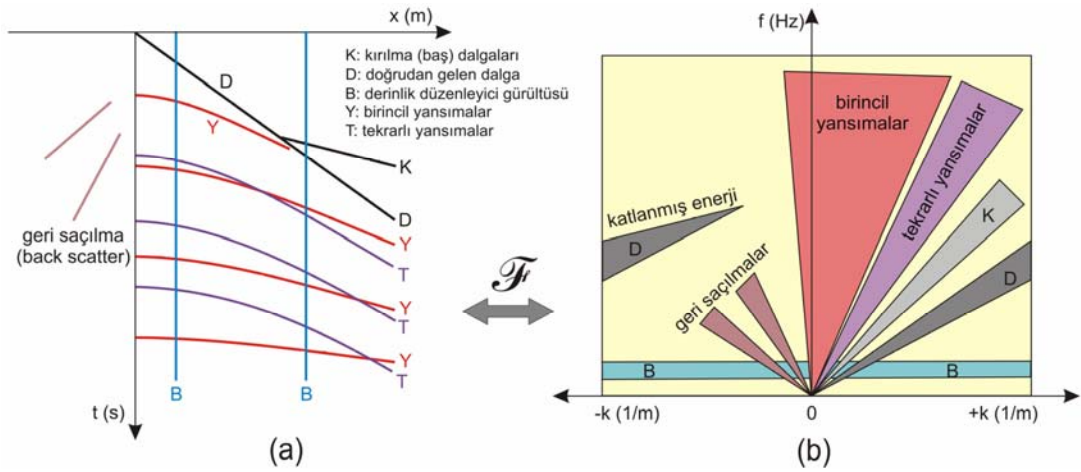 x (m)
K: kırılma (baş) dalgaları
D: doğrudan gelen dalga
B: derinlik düzenleyici gürültüsü
Y: birincil yansımalar
T: tekrarlı yansımalar
D
Y
K
D
geri saçılma
(back scatter)
Y
T
Y
T
Y
T
B
B
t (s)
(a)
ℱ
f (Hz)
birincil
yansımalar
tekrarlı yansımalar
katlanmış enerji
D
K
D
geri saçılmalar
B
B
-k (1/m)
0
+k (1/m)
(b)